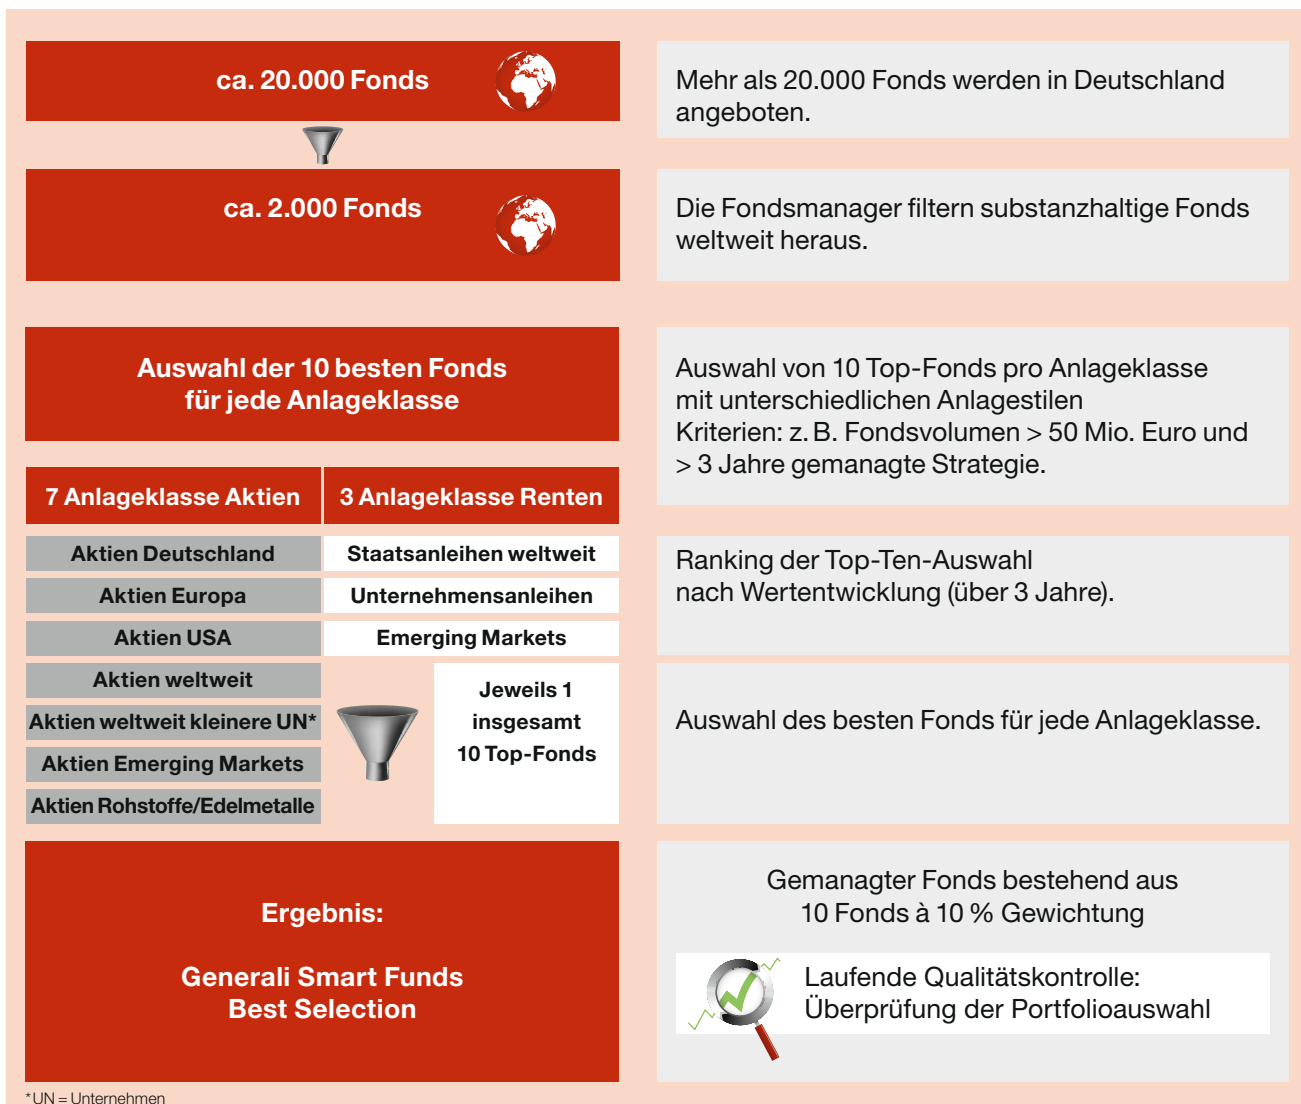 ca. 20.000 Fonds
Mehr als 20.000 Fonds werden in Deutschland
angeboten.
ca. 2.000 Fonds
Die Fondsmanager filtern substanzhaltige Fonds
weltweit heraus.
Auswahl der 10 besten Fonds
für jede Anlageklasse
Auswahl von 10 Top-Fonds pro Anlageklasse
mit unterschiedlichen Anlagestilen
Kriterien: z. B. Fondsvolumen > 50 Mio. Euro und
> 3 Jahre gemanagte Strategie.
7 Anlageklasse Aktien
3 Anlageklasse Renten
Aktien Deutschland
Aktien Europa
Aktien USA
Aktien weltweit
Aktien weltweit kleinere UN*
Aktien Emerging Markets
Aktien Rohstoffe/Edelmetalle
Staatsanleihen weltweit
Unternehmensanleihen
Emerging Markets
Jeweils 1
insgesamt
10 Top-Fonds
Ranking der Top-Ten-Auswahl
nach Wertentwicklung (über 3 Jahre).
Auswahl des besten Fonds für jede Anlageklasse.
Ergebnis:
Generali Smart Funds
Best Selection
Gemanagter Fonds bestehend aus
10 Fonds à 10 % Gewichtung
Laufende Qualitätskontrolle:
Überprüfung der Portfolioauswahl
*UN = Unternehmen